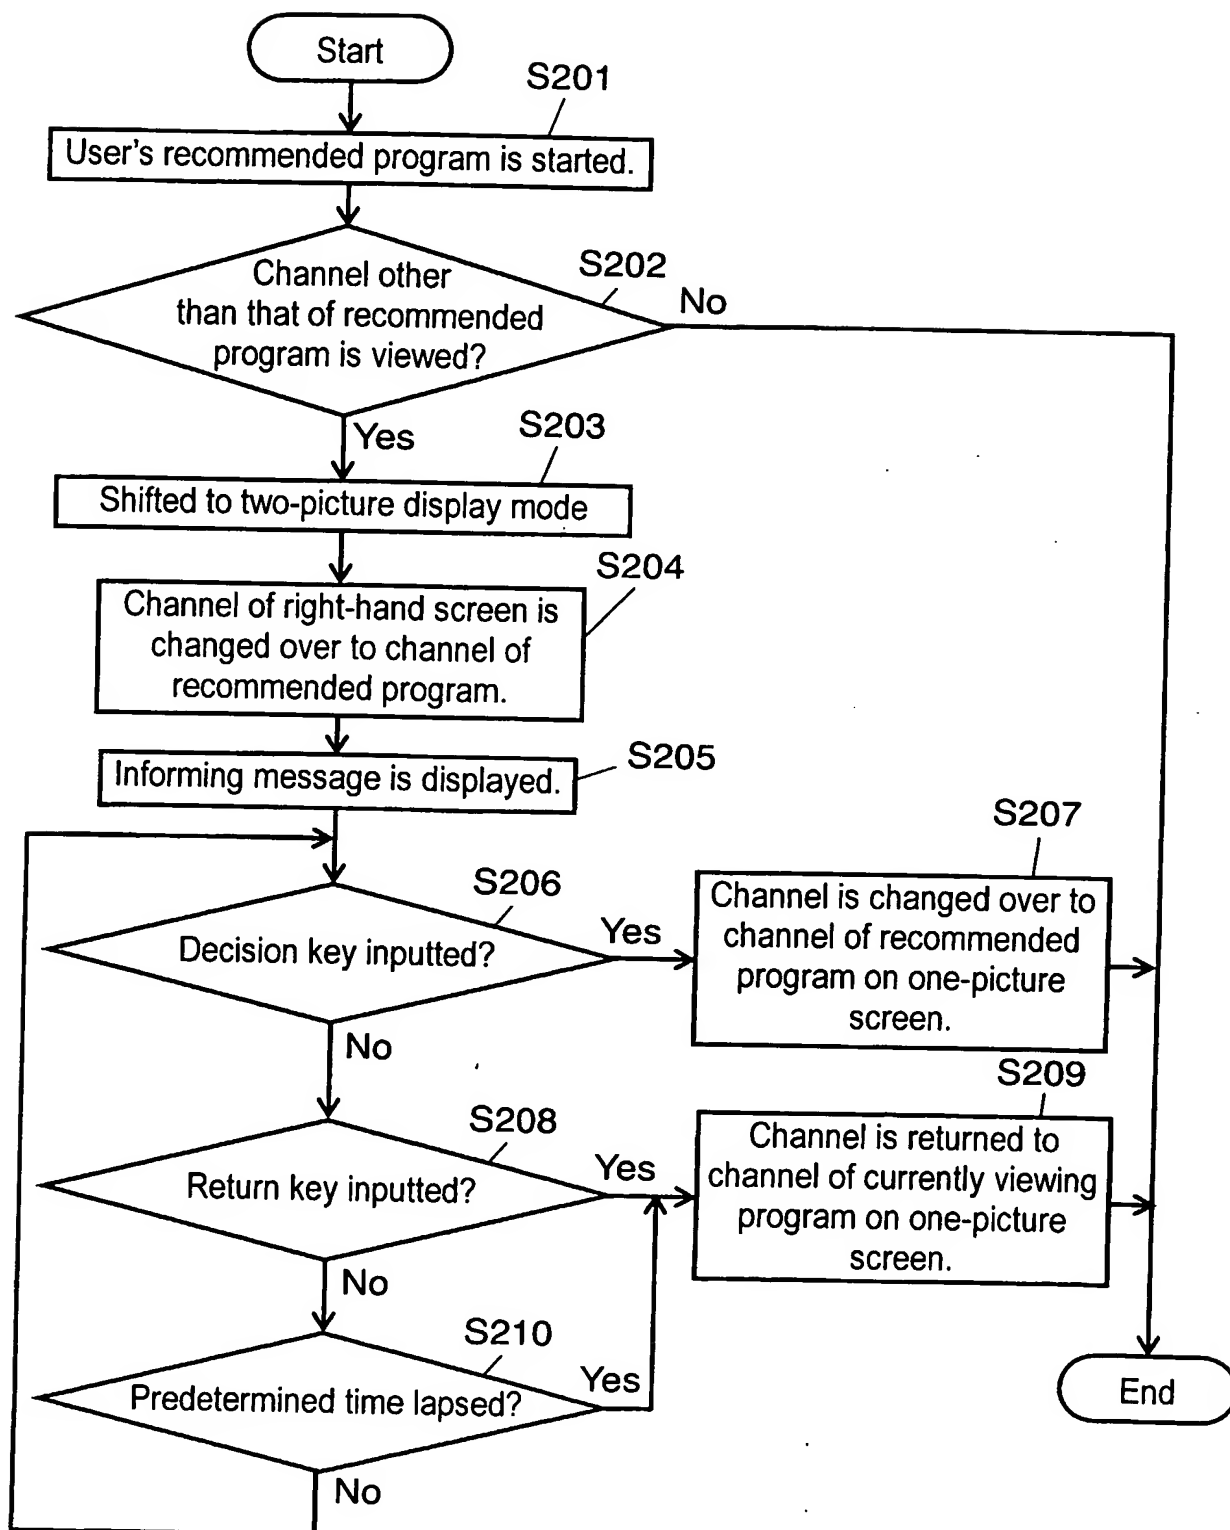 Start
S201
User's recommended program is started.
S202
Channel other
than that of recommended
program is viewed?
No
Yes
S203
Shifted to two-picture display mode
S204
Channel of right-hand screen is
changed over to channel of
recommended program.
S205
Informing message is displayed.
S206
Decision key inputted?
Yes
S207
Channel is changed over to
channel of recommended
program on one-picture
screen.
No
S208
Return key inputted?
Yes
S209
Channel is returned to
channel of currently viewing
program on one-picture
screen.
No
S210
Predetermined time lapsed?
Yes
No
End